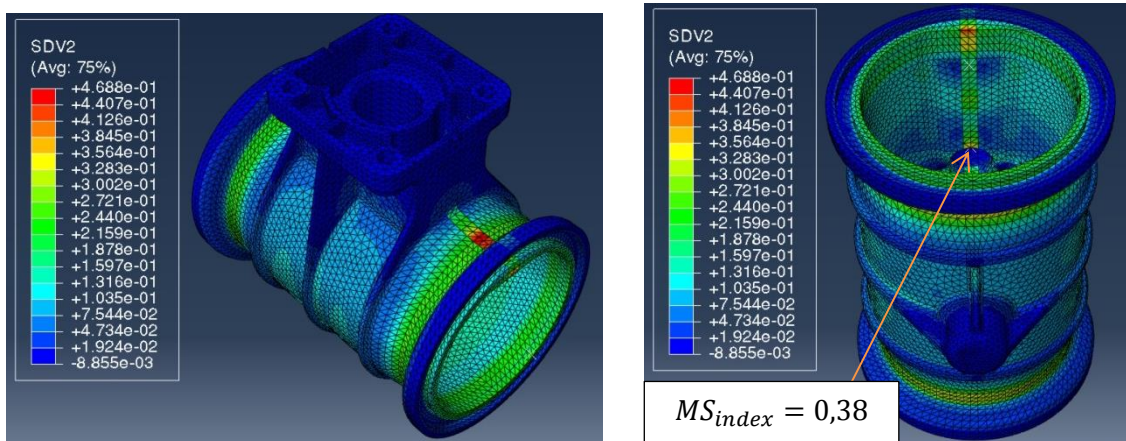 SDV2
(Avg: 75%)
+4.688e-01
+4.407e-01
+4.126e-01
+3.845e-01
+3.564e-01
+3.283e-01
+3.002e-01
+2.721e-01
+2.440e-01
+2.159e-01
+1.878e-01
+1.597e-01
+1.316e-01
+1.035e-01
+7.544e-02
+4.734e-02
+1.924e-02
-8.855e-03
SDV2
(Avg: 75%)
+4.688e-01
+4.407e-01
+4.126e-01
+3.845e-01
+3.564e-01
+3.283e-01
+3.002e-01
+2.721e-01
+2.440e-01
+2.159e-01
+1.878e-01
+1.597e-01
+1.316e-01
+1.035e-01
+7.544e-02
+4.734e-02
+1.924e-02
-8.855e-03
MSindex = 0,38